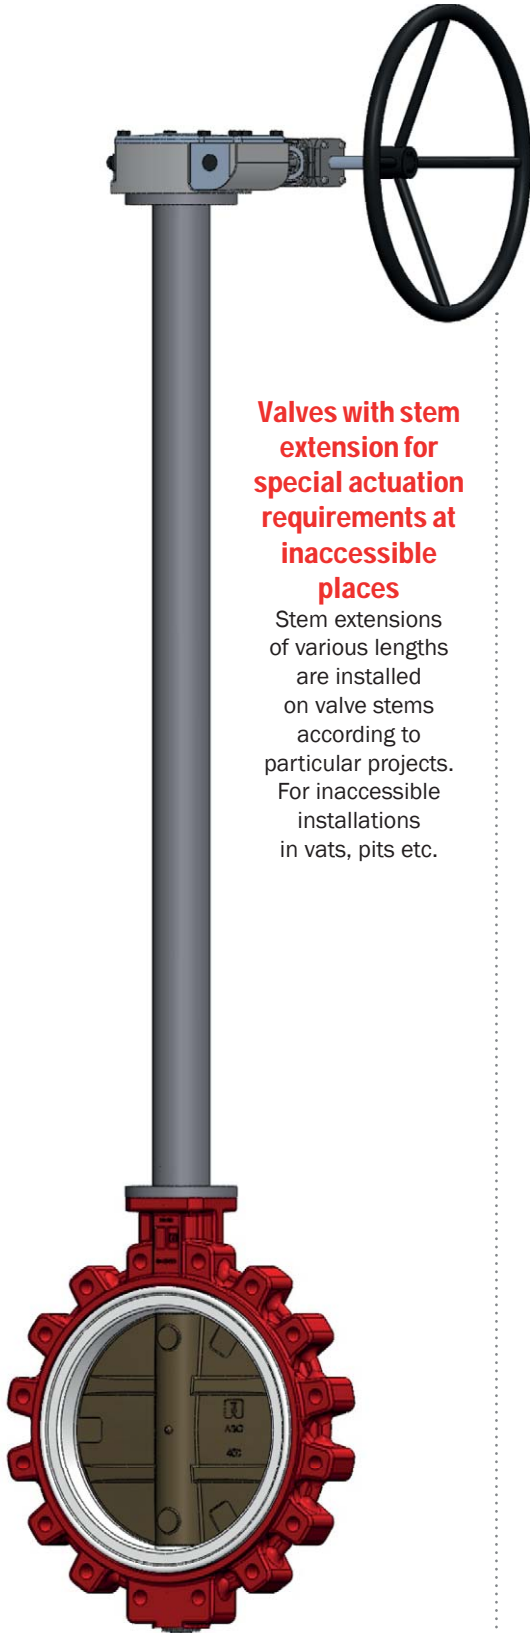 Valves with stem
extension for
special actuation
requirements at
inaccessible
places
Stem extensions
of various lengths
are installed
on valve stems
according to
particular projects.
For inaccessible
installations
in vats, pits etc.